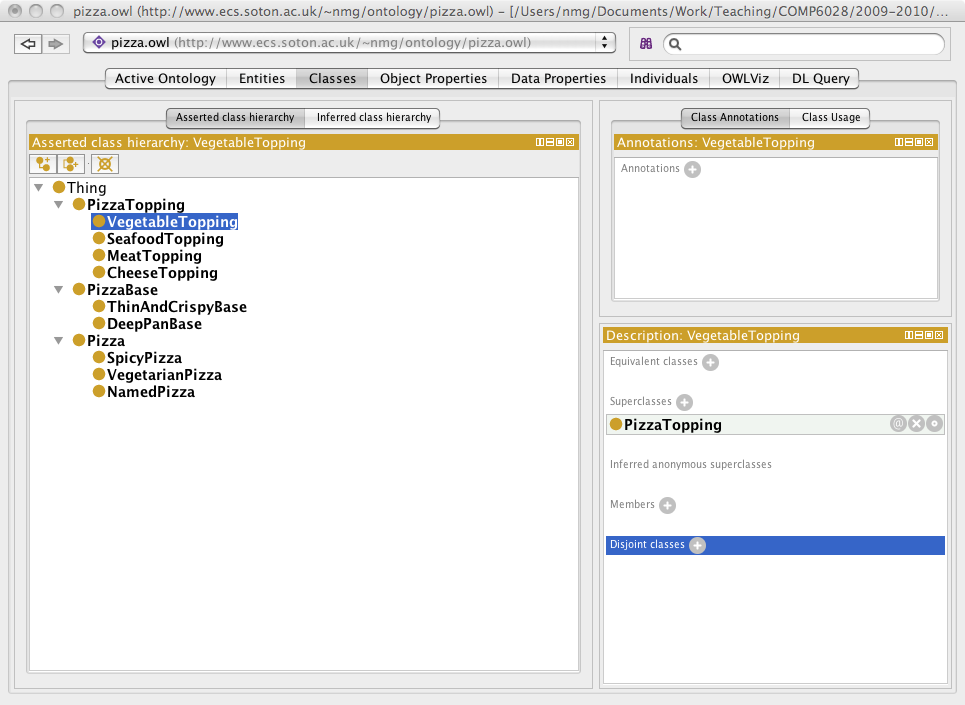 pizza.owl (http://www.ecs.soton.ac.uk/~nmg/ontology/pizza.owl) – [/Users/nmg/Documents/Work/Teaching/COMP6028/2009-2010/...
pizza.owl (http://www.ecs.soton.ac.uk/~nmg/ontology/pizza.owl)
Active Ontology Entities Classes Object Properties Data Properties Individuals OWLViz DL Query
Asserted class hierarchy Inferred class hierarchy
Asserted class hierarchy: VegetableTopping
Thing
PizzaTopping
VegetableTopping
SeafoodTopping
MeatTopping
CheeseTopping
PizzaBase
ThinAndCrispyBase
DeepPanBase
Pizza
SpicyPizza
VegetarianPizza
NamedPizza
Class Annotations Class Usage
Annotations: VegetableTopping
Annotations
Description: VegetableTopping
Equivalent classes
Superclasses
PizzaTopping @
Inferred anonymous superclasses
Members
Disjoint classes